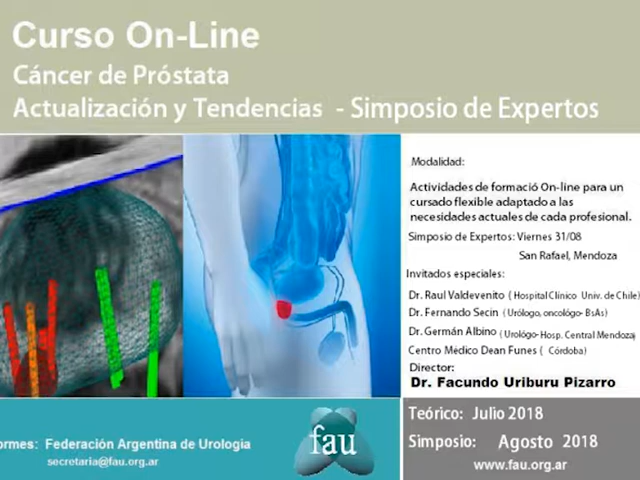 Curso On-Line
Cáncer de Próstata
Actualización y Tendencias - Simposio de Expertos
Modalidad:
Actividades de formació On-line para un
cursado flexible adaptado a las
necesidades actuales de cada profesional.
Simposio de Expertos: Viernes 31/08
San Rafael, Mendoza
Invitados especiales:
Dr. Raul Valdevenito ( Hospital Clínico Univ. de Chile)
Dr. Fernando Secin ( Urólogo, oncológo- BsAs)
Dr. Germán Albino ( Urológo- Hosp. Central Mendoza)
Centro Médico Dean Funes ( Córdoba)
Director:
Dr. Facundo Uriburu Pizarro
Teórico: Julio 2018
Simposio: Agosto 2018
www.fau.org.ar
ormes: Federación Argentina de Urología
secretaria@fau.org.ar
fau